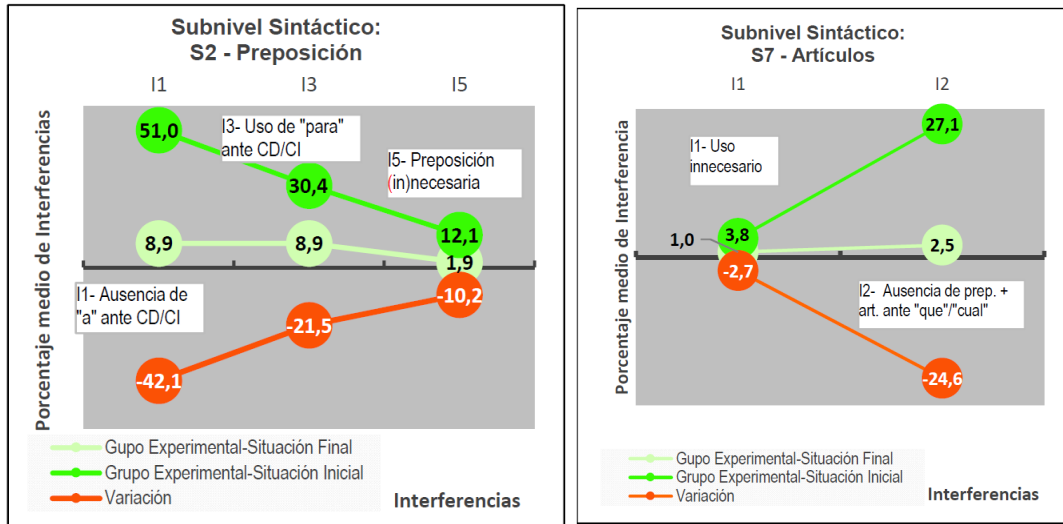 Subnivel Sintáctico:
S2 - Preposición
I1
I3
I5
Porcentaje medio de Interferencias
51,0
I3- Uso de "para"
ante CD/CI
30,4
I5- Preposición
(in)necesaria
12,1
8,9
8,9
1,9
I1- Ausencia de
"a" ante CD/CI
-10,2
-21,5
-42,1
Gupo Experimental-Situación Final
Grupo Experimental-Situación Inicial
Variación
Interferencias
Subnivel Sintáctico:
S7 - Artículos
I1
I2
Porcentaje medio de Interferencia
27,1
I1- Uso
innecesario
1,0
3,8
2,5
-2,7
I2- Ausencia de prep. +
art. ante "que"/"cual"
-24,6
Gupo Experimental-Situación Final
Grupo Experimental-Situación Inicial
Variación
Interferencias